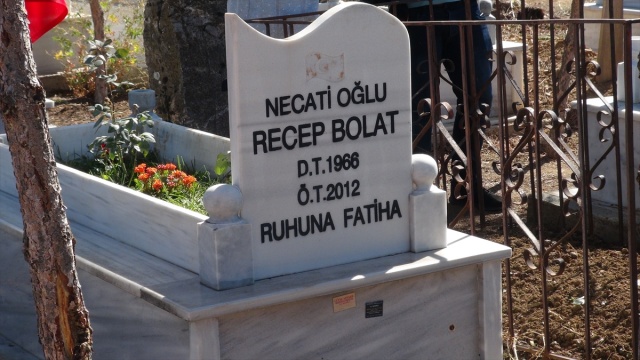 NECATİ OĞLU
RECEP BOLAT
D.T.1966
Ö.T.2012
RUHUNA FATİHA